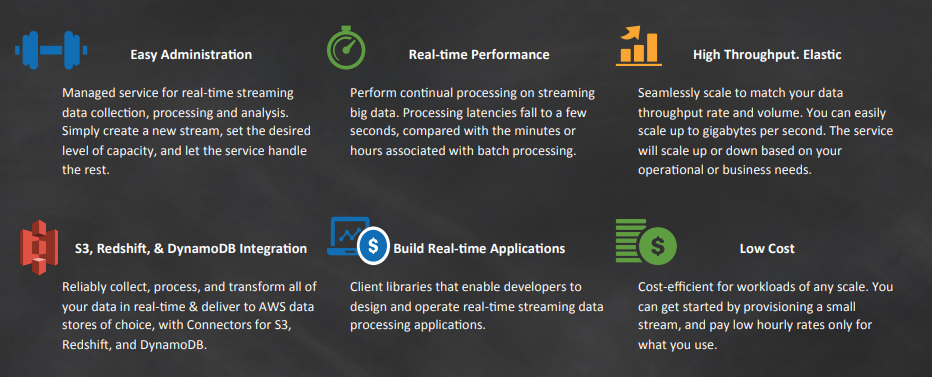 Easy Administration
Managed service for real-time streaming
data collection, processing and analysis.
Simply create a new stream, set the desired
level of capacity, and let the service handle
the rest.
Real-time Performance
Perform continual processing on streaming
big data. Processing latencies fall to a few
seconds, compared with the minutes or
hours associated with batch processing.
High Throughput. Elastic
Seamlessly scale to match your data
throughput rate and volume. You can easily
scale up to gigabytes per second. The service
will scale up or down based on your
operational or business needs.
S3, Redshift, & DynamoDB Integration
Reliably collect, process, and transform all of
your data in real-time & deliver to AWS data
stores of choice, with Connectors for S3,
Redshift, and DynamoDB.
$
Build Real-time Applications
Client libraries that enable developers to
design and operate real-time streaming data
processing applications.
$
Low Cost
Cost-efficient for workloads of any scale. You
can get started by provisioning a small
stream, and pay low hourly rates only for
what you use.